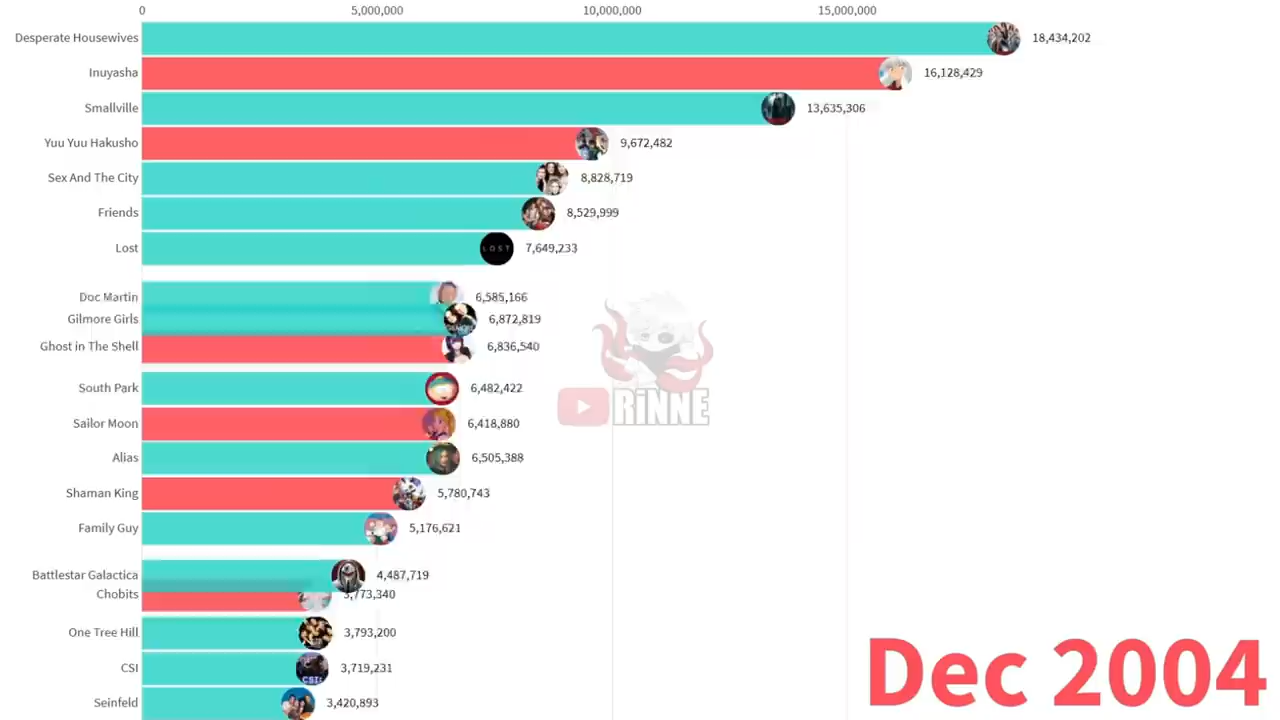 0 5,000,000 10,000,000 15,000,000
Desperate Housewives 18,434,202
Inuyasha 16,128,429
Smallville 13,635,306
Yuu Yuu Hakusho 9,672,482
Sex And The City 8,828,719
Friends 8,529,999
Lost LOST 7,649,233
Doc Martin 6,585,166
Gilmore Girls 6,872,819
Ghost in The Shell 6,836,540
RiNNE
South Park 6,482,422
Sailor Moon 6,418,880
Alias 6,505,388
Shaman King 5,780,743
Family Guy 5,176,621
Battlestar Galactica 4,487,719
Chobits 3,773,340
One Tree Hill 3,793,200
CSI CSI: 3,719,231
Seinfeld 3,420,893
Dec 2004